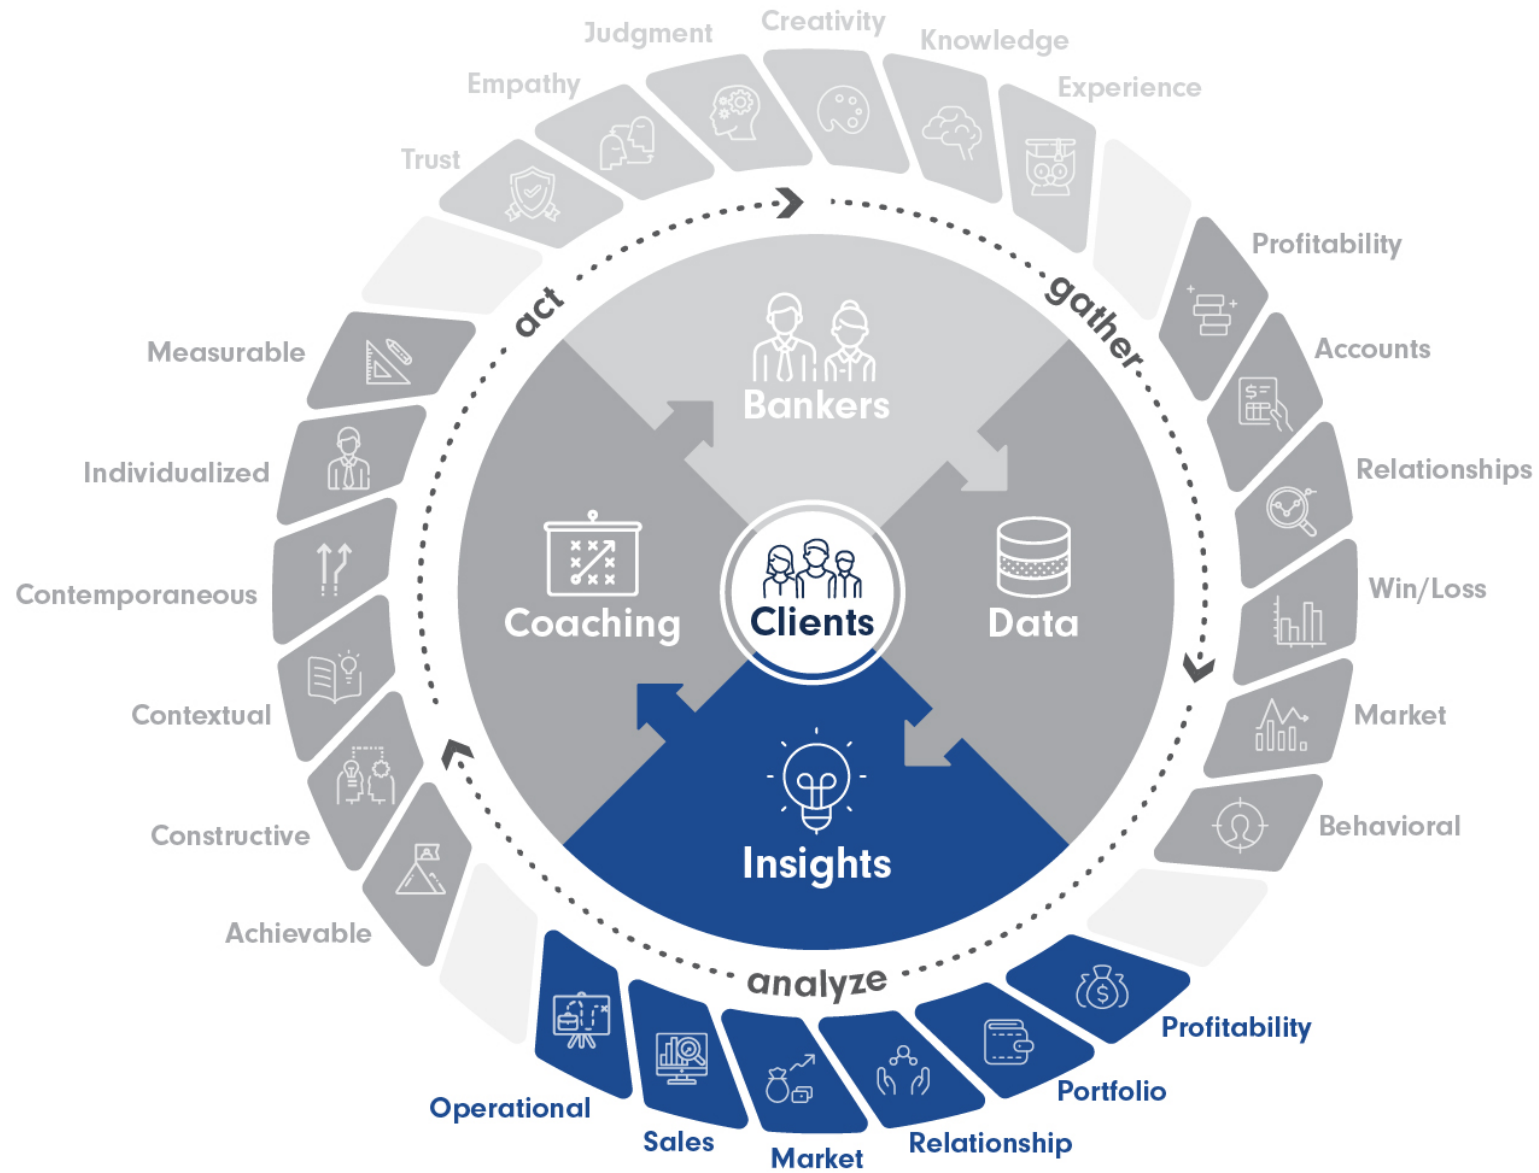 Creativity
Judgment
Knowledge
Empathy
Experience
Trust
Profitability
act
gather
Measurable
Accounts
Bankers
Individualized
Relationships
Contemporaneous
Win/Loss
Coaching
Clients
Data
Contextual
Market
Constructive
Behavioral
Insights
Achievable
analyze
Profitability
Portfolio
Operational
Sales
Relationship
Market